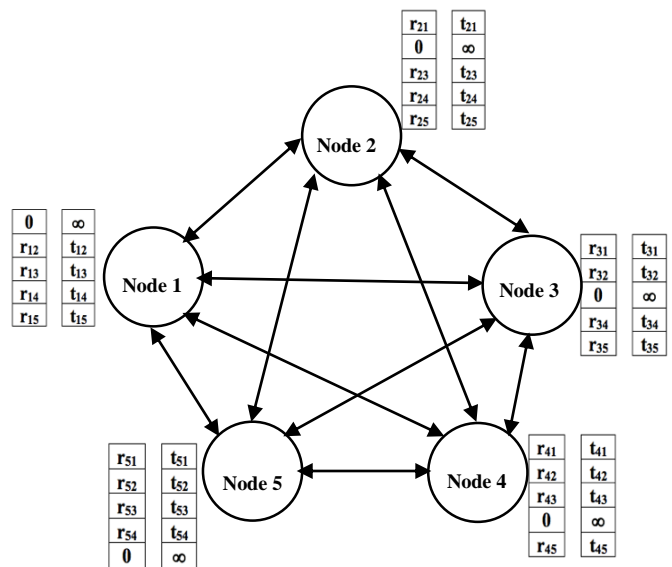 r21 t21
0 ∞
r23 t23
r24 t24
r25 t25
Node 2
0 ∞
r12 t12
r13 t13
r14 t14
r15 t15
Node 1
Node 3
r31 t31
r32 t32
0 ∞
r34 t34
r35 t35
r51 t51
r52 t52
r53 t53
r54 t54
0 ∞
Node 5
Node 4
r41 t41
r42 t42
r43 t43
0 ∞
r45 t45